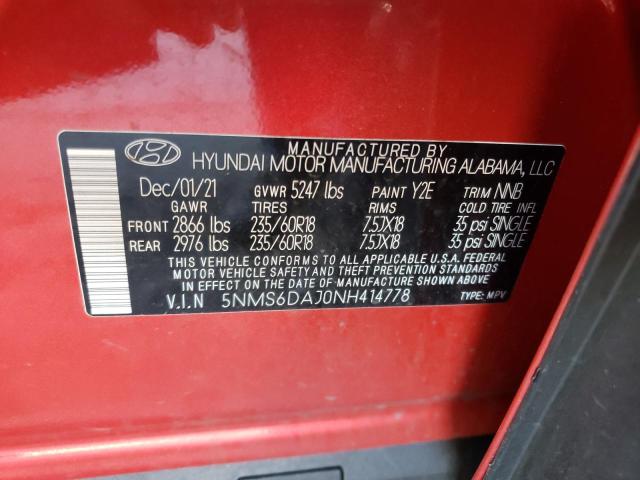 MANUFACTURED BY
HYUNDAI MOTOR MANUFACTURING ALABAMA, LLC
Dec/01/21 GVWR 5247 lbs PAINT Y2E TRIM NNB
GAWR TIRES RIMS COLD TIRE INFL
FRONT 2866 lbs 235/60R18 7.5JX18 35 psi SINGLE
REAR 2976 lbs 235/60R18 7.5JX18 35 psi SINGLE
THIS VEHICLE CONFORMS TO ALL APPLICABLE U.S.A. FEDERAL
MOTOR VEHICLE SAFETY AND THEFT PREVENTION STANDARDS
IN EFFECT ON THE DATE OF MANUFACTURE SHOWN ABOVE.
V.I.N 5NMS6DAJ0NH414778 TYPE: MPV